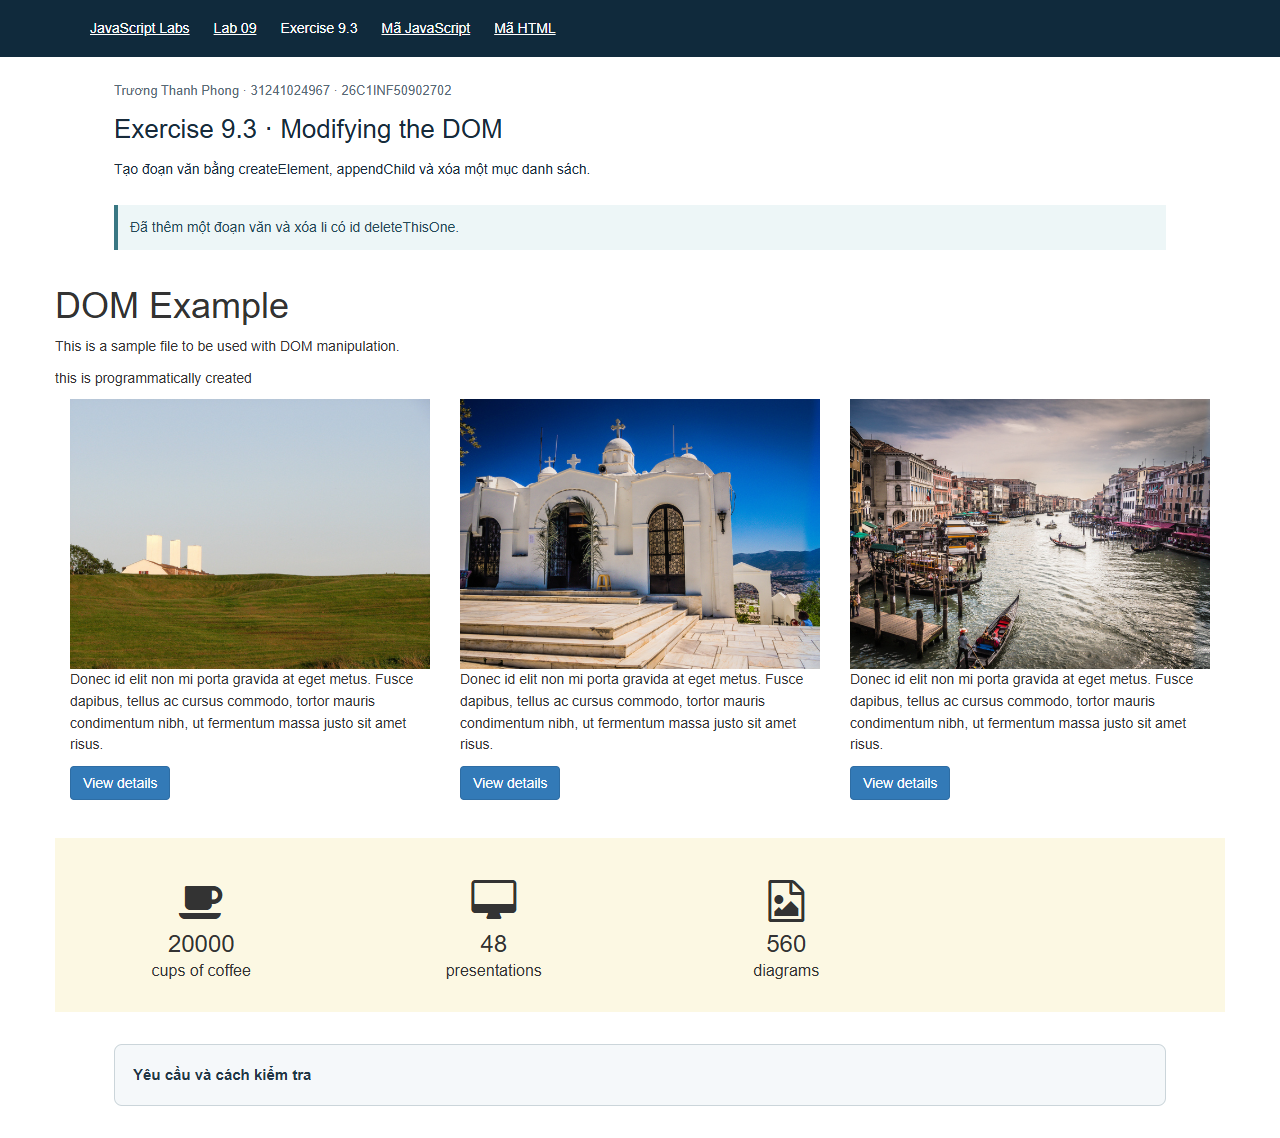 JavaScript Labs Lab 09 Exercise 9.3 Mã JavaScript Mã HTML
Trương Thanh Phong · 31241024967 · 26C1INF50902702
Exercise 9.3 · Modifying the DOM
Tạo đoạn văn bằng createElement, appendChild và xóa một mục danh sách.
Đã thêm một đoạn văn và xóa li có id deleteThisOne.
DOM Example
This is a sample file to be used with DOM manipulation.
this is programmatically created
Donec id elit non mi porta gravida at eget metus. Fusce
dapibus, tellus ac cursus commodo, tortor mauris
condimentum nibh, ut fermentum massa justo sit amet
risus.
View details
Donec id elit non mi porta gravida at eget metus. Fusce
dapibus, tellus ac cursus commodo, tortor mauris
condimentum nibh, ut fermentum massa justo sit amet
risus.
View details
Donec id elit non mi porta gravida at eget metus. Fusce
dapibus, tellus ac cursus commodo, tortor mauris
condimentum nibh, ut fermentum massa justo sit amet
risus.
View details
20000
cups of coffee
48
presentations
560
diagrams
Yêu cầu và cách kiểm tra